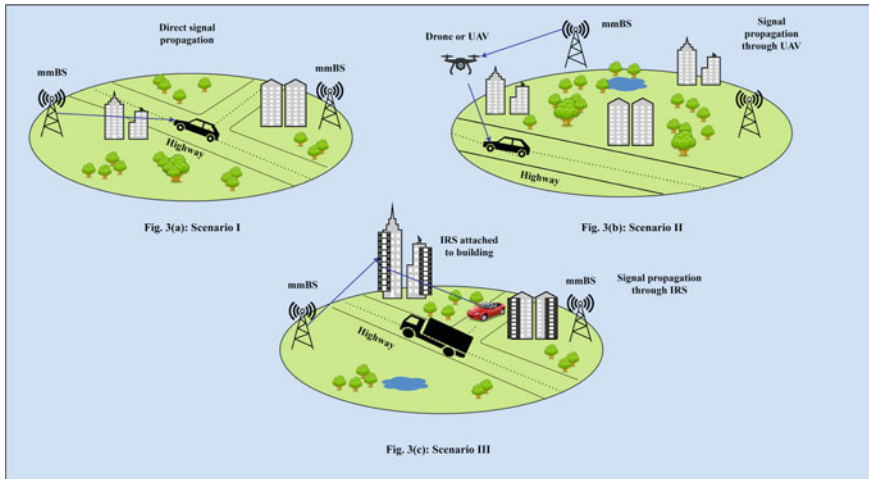 Direct signal
propagation
mmBS
mmBS
Highway
Fig. 3(a): Scenario I
Drone or UAV
mmBS
Signal
propagation
through UAV
Highway
Fig. 3(b): Scenario II
IRS attached
to building
mmBS
mmBS
Signal propagation
through IRS
Highway
Fig. 3(c): Scenario III